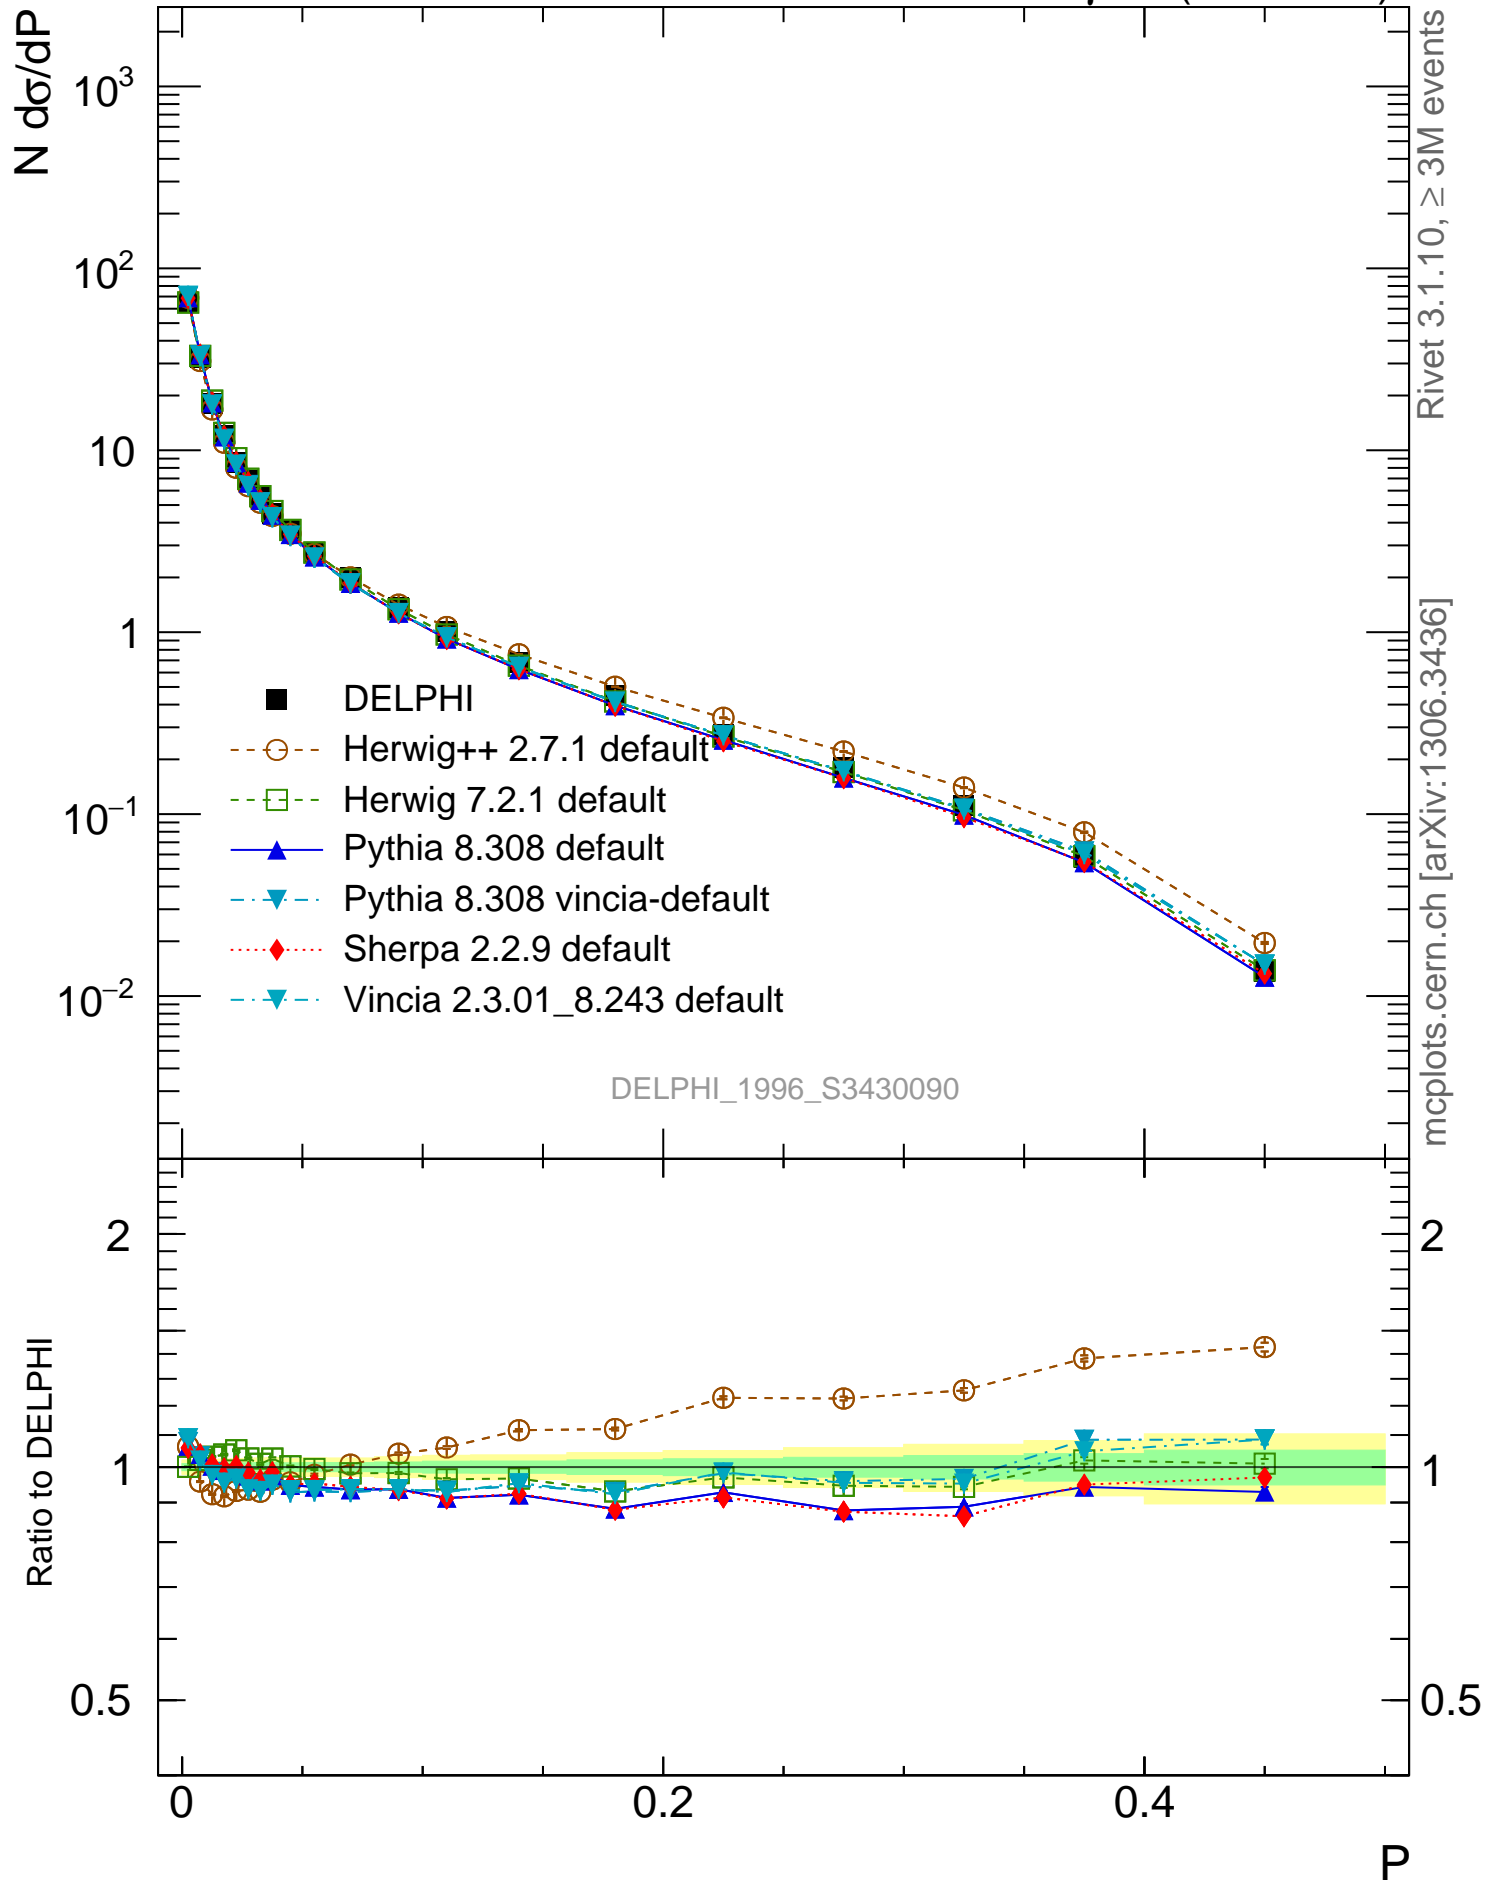 N dσ/dP
10³
10²
10
1
10⁻¹
10⁻²
DELPHI
Herwig++ 2.7.1 default
Herwig 7.2.1 default
Pythia 8.308 default
Pythia 8.308 vincia-default
Sherpa 2.2.9 default
Vincia 2.3.01_8.243 default
DELPHI_1996_S3430090
Rivet 3.1.10, ≥ 3M events
mcplots.cern.ch [arXiv:1306.3436]
Ratio to DELPHI
2
1
0.5
2
1
0.5
0
0.2
0.4
P